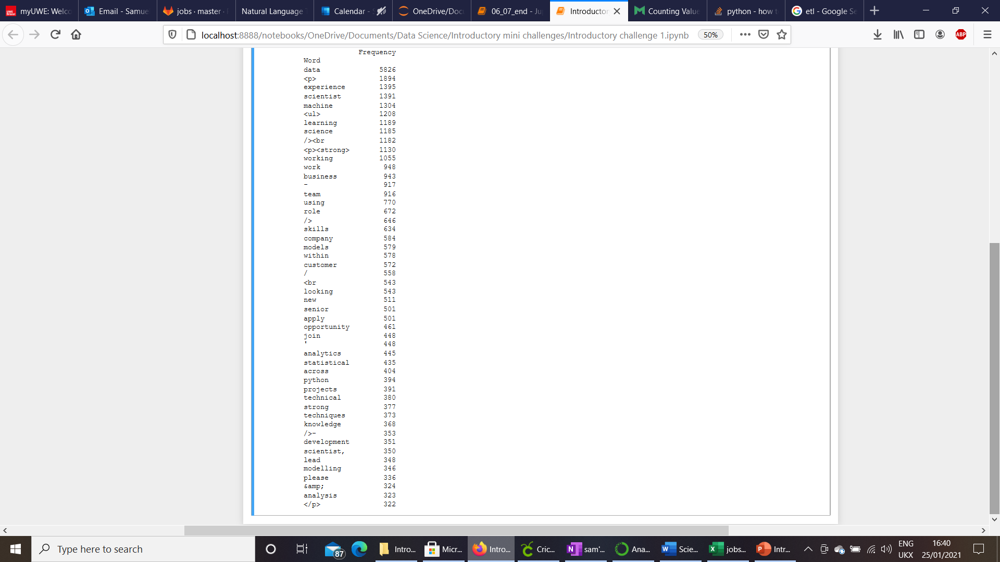 myUWE: Welco
Email - Samue
jobs · master ·
Natural Language
Calendar -
OneDrive/Doc
06_07_end - Ju
Introductor
Counting Value
python - how t
etl - Google Se
localhost:8888/notebooks/OneDrive/Documents/Data Science/Introductory mini challenges/Introductory challenge 1.ipynb
50%
ABP
Frequency
Word
data 5826
<p> 1894
experience 1395
scientist 1391
machine 1304
<ul> 1208
learning 1189
science 1185
/><br 1182
<p><strong> 1130
working 1055
work 948
business 943
- 917
team 916
using 770
role 672
/> 646
skills 634
company 584
models 579
within 578
customer 572
/ 558
<br 543
looking 543
new 511
senior 501
apply 501
opportunity 461
join 448
' 448
analytics 445
statistical 435
across 404
python 394
projects 391
technical 380
strong 377
techniques 373
knowledge 368
/>- 353
development 351
scientist, 350
lead 348
modelling 346
please 336
&amp; 324
analysis 323
</p> 322
Type here to search
87
Intro...
Micr...
Intro...
Cric...
sam'...
Ana...
Scie...
jobs...
Intr...
ENG
UKX
16:40
25/01/2021